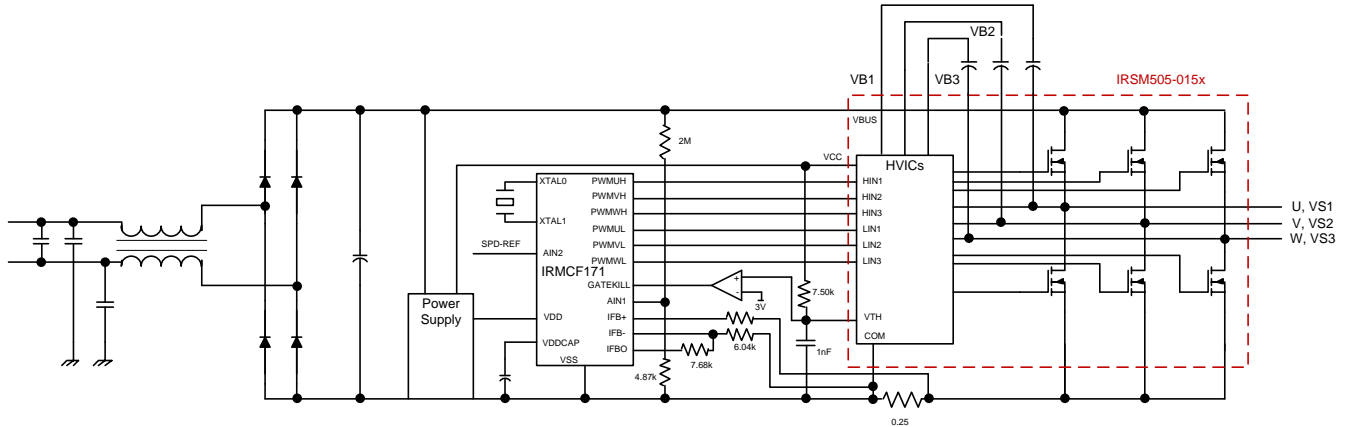 VB2
VB1
VB3
IRSM505-015x
VBUS
2M
VCC
HVICs
XTAL0
XTAL1
SPD-REF
AIN2
IRMCF171
PWMUH
PWMVH
PWMWH
PWMUL
PWMVL
PWMWL
GATEKILL
AIN1
IFB+
IFB-
IFBO
VDD
VDDCAP
VSS
HIN1
HIN2
HIN3
LIN1
LIN2
LIN3
VTH
COM
U, VS1
V, VS2
W, VS3
+
-
3V
7.50k
1nF
Power
Supply
6.04k
7.68k
4.87k
0.25